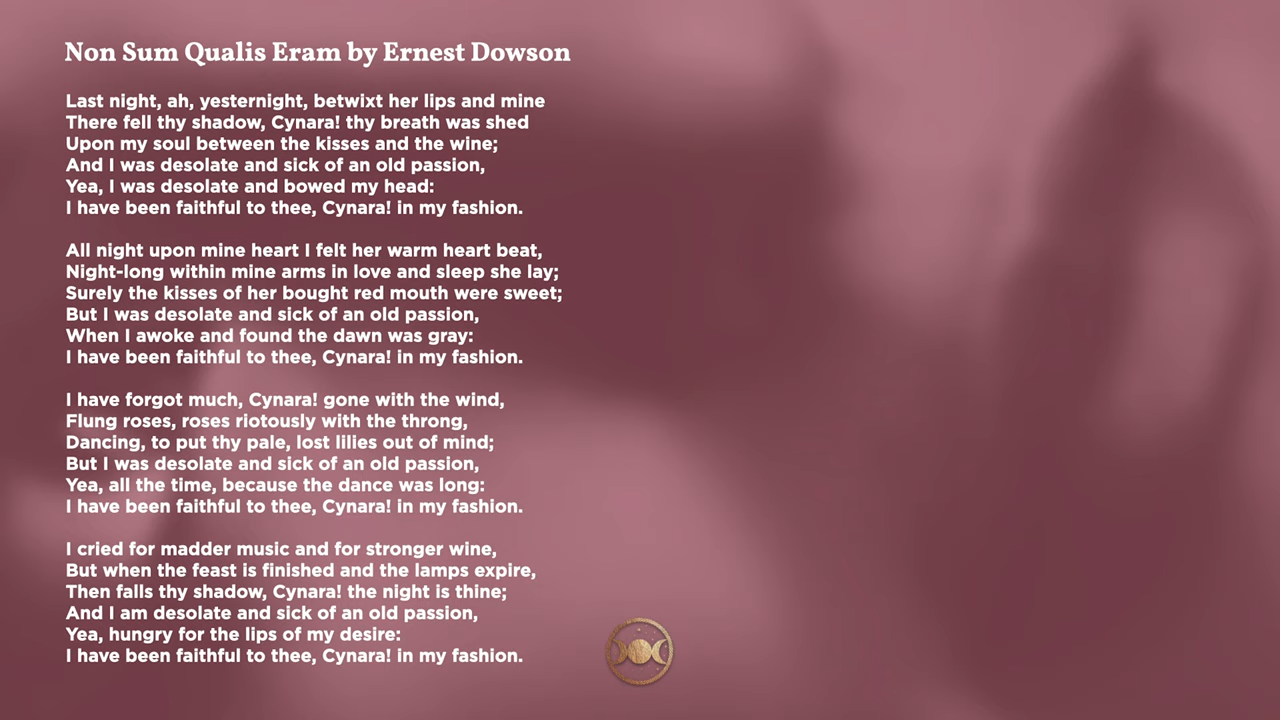 Non Sum Qualis Eram by Ernest Dowson
Last night, ah, yesternight, betwixt her lips and mine
There fell thy shadow, Cynara! thy breath was shed
Upon my soul between the kisses and the wine;
And I was desolate and sick of an old passion,
Yea, I was desolate and bowed my head:
I have been faithful to thee, Cynara! in my fashion.
All night upon mine heart I felt her warm heart beat,
Night-long within mine arms in love and sleep she lay;
Surely the kisses of her bought red mouth were sweet;
But I was desolate and sick of an old passion,
When I awoke and found the dawn was gray:
I have been faithful to thee, Cynara! in my fashion.
I have forgot much, Cynara! gone with the wind,
Flung roses, roses riotously with the throng,
Dancing, to put thy pale, lost lilies out of mind;
But I was desolate and sick of an old passion,
Yea, all the time, because the dance was long:
I have been faithful to thee, Cynara! in my fashion.
I cried for madder music and for stronger wine,
But when the feast is finished and the lamps expire,
Then falls thy shadow, Cynara! the night is thine;
And I am desolate and sick of an old passion,
Yea, hungry for the lips of my desire:
I have been faithful to thee, Cynara! in my fashion.